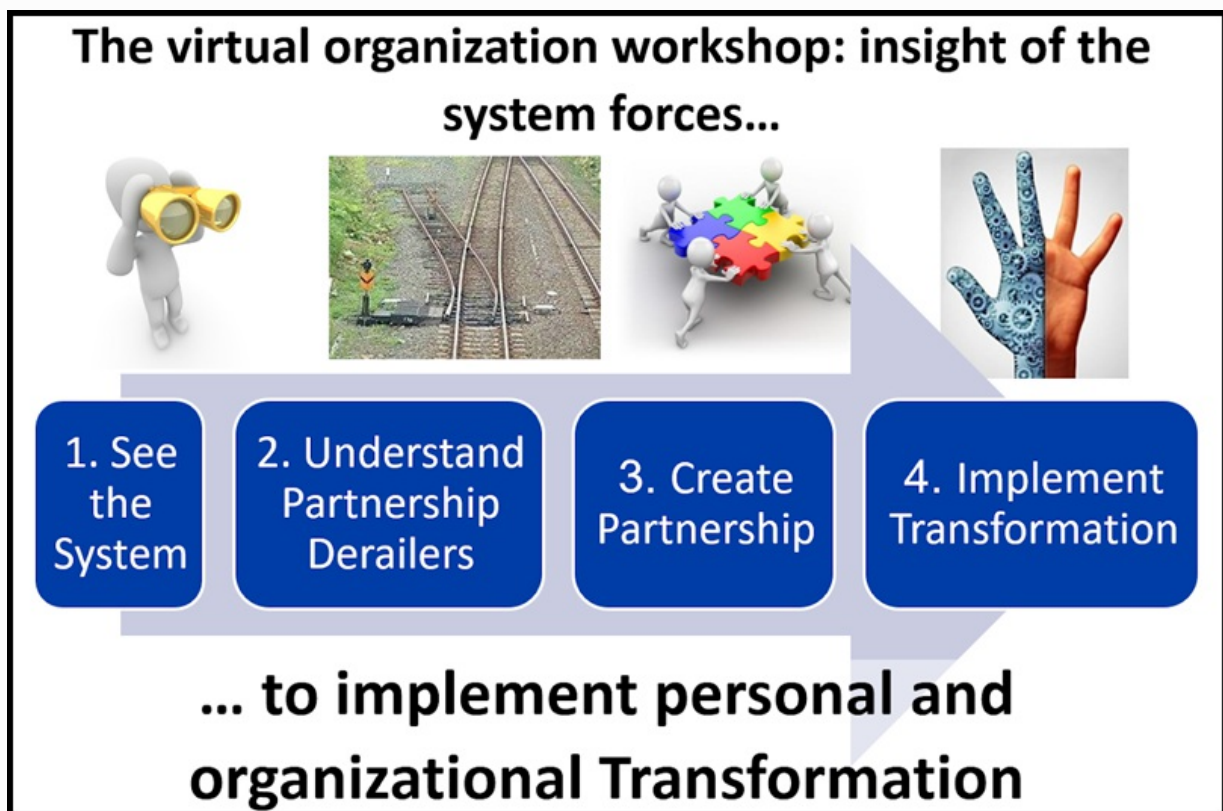 The virtual organization workshop: insight of the
system forces...
1. See
the
System
2. Understand
Partnership
Derailers
3. Create
Partnership
4. Implement
Transformation
... to implement personal and
organizational Transformation